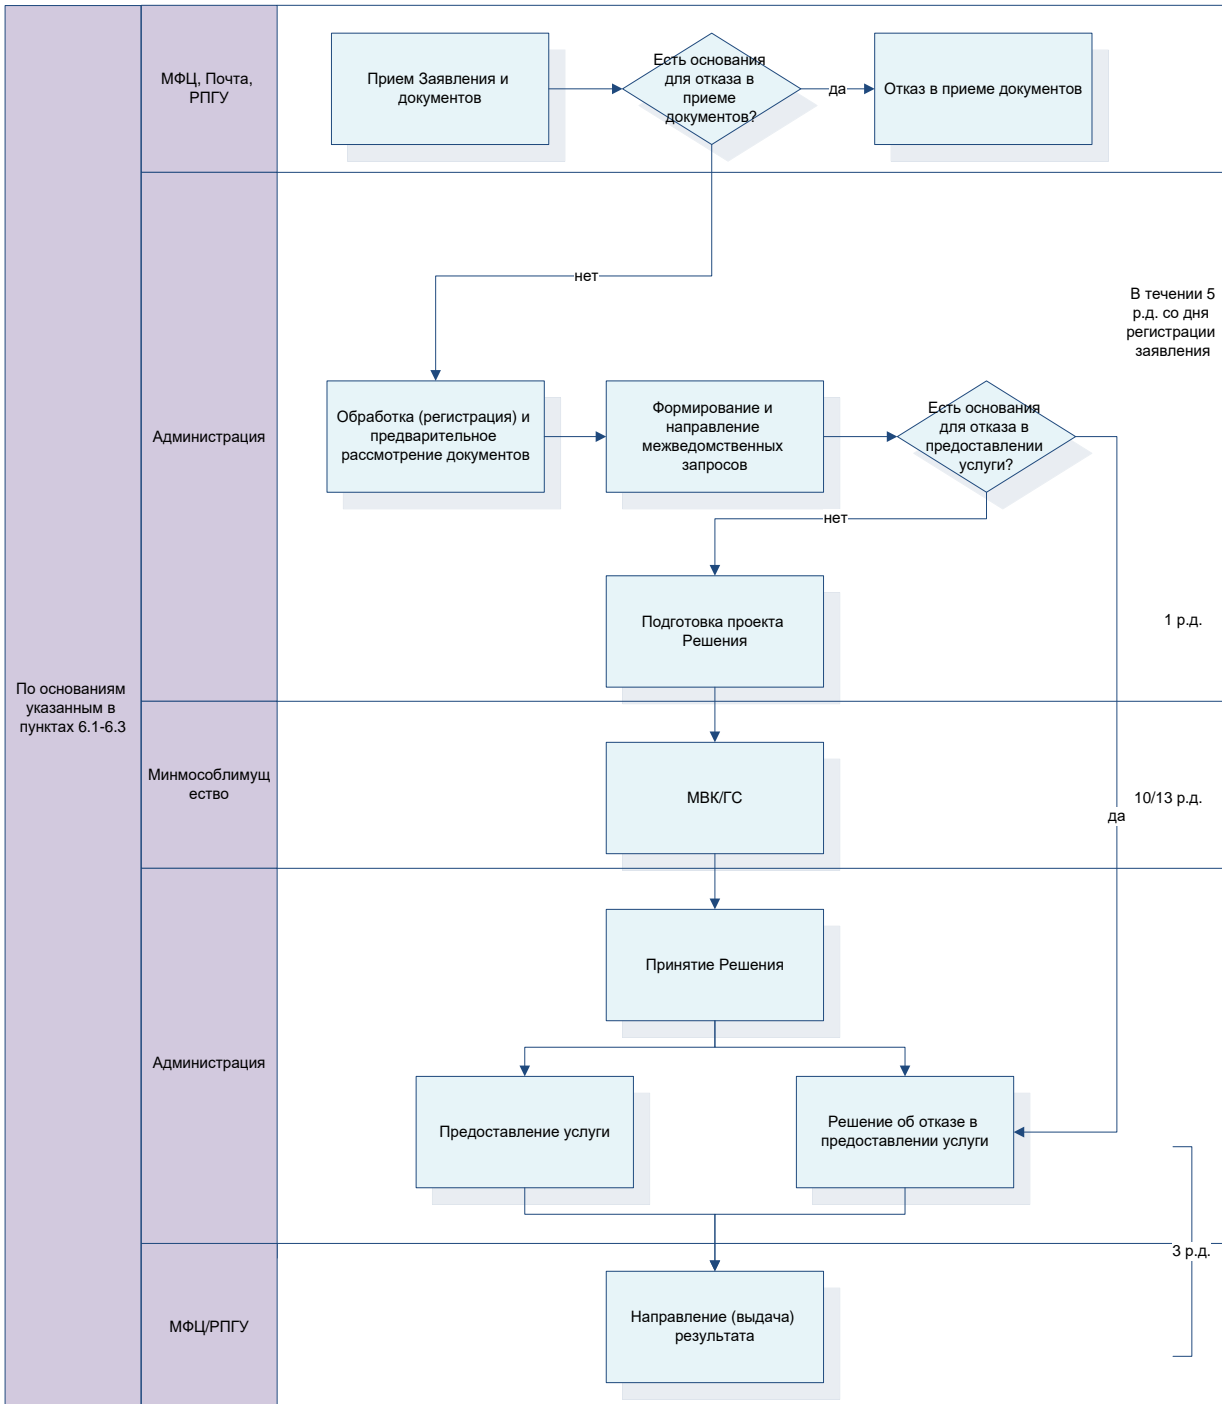 МФЦ, Почта,
РПГУ
Прием Заявления и
документов
Есть основания
для отказа в
приеме
документов?
да
Отказ в приеме документов
нет
В течении 5
р.д. со дня
регистрации
заявления
Администрация
Обработка (регистрация) и
предварительное
рассмотрение документов
Формирование и
направление
межведомственных
запросов
Есть основания
для отказа в
предоставлении
услуги?
нет
Подготовка проекта
Решения
1 р.д.
По основаниям
указанным в
пунктах 6.1-6.3
Минмособлимущ
ество
МВК/ГС
10/13 р.д.
да
Принятие Решения
Администрация
Предоставление услуги
Решение об отказе в
предоставлении услуги
3 р.д.
МФЦ/РПГУ
Направление (выдача)
результата